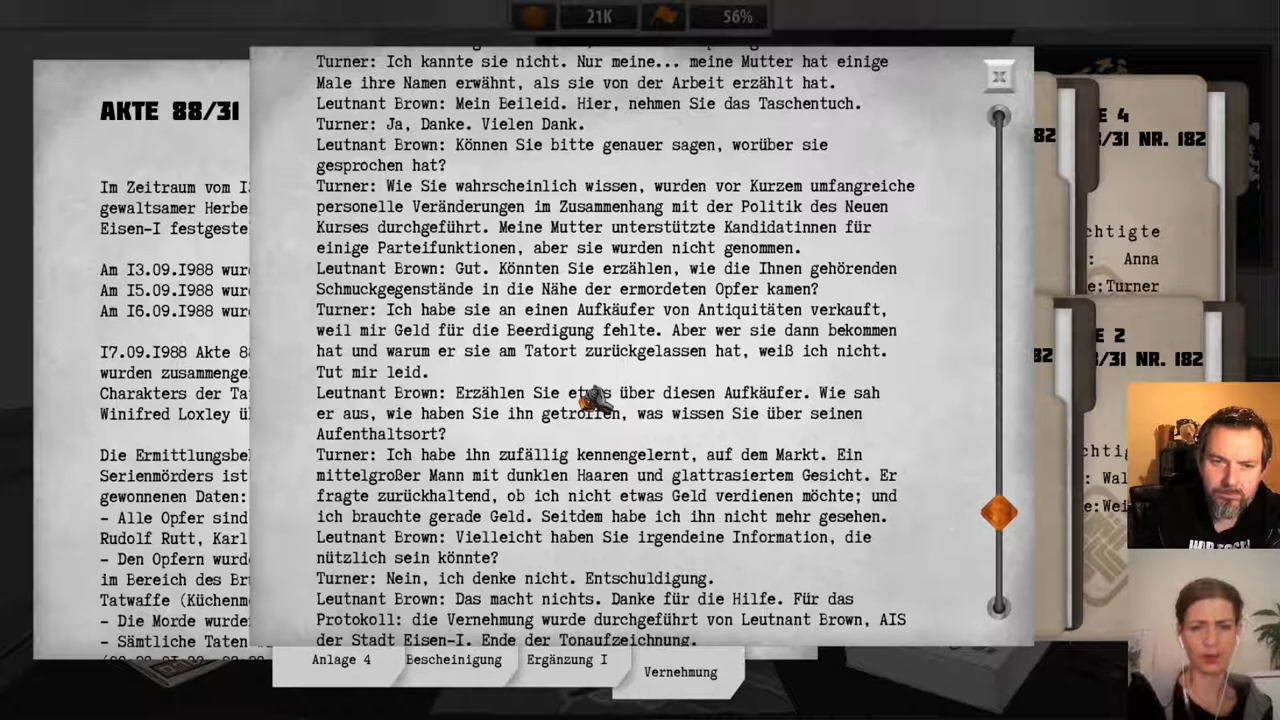 21K
56%
AKTE 88/31
Im Zeitraum vom I
gewaltsamer Herbe
Eisen-I festgeste
Am I3.09.I988 wur
Am I5.09.I988 wur
Am I6.09.I988 wur
I7.09.I988 Akte 8
wurden zusammenge
Charakters der Ta
Winifred Loxley ü
Die Ermittlungsbe
Serienmörders ist
gewonnenen Daten:
- Alle Opfer sind
Rudolf Rutt, Karl
- Den Opfern wurd
im Bereich des Br
Tatwaffe (Küchenm
- Die Morde wurde
- Sämtliche Taten
Turner: Ich kannte sie nicht. Nur meine... meine Mutter hat einige
Male ihre Namen erwähnt, als sie von der Arbeit erzählt hat.
Leutnant Brown: Mein Beileid. Hier, nehmen Sie das Taschentuch.
Turner: Ja, Danke. Vielen Dank.
Leutnant Brown: Können Sie bitte genauer sagen, worüber sie
gesprochen hat?
Turner: Wie Sie wahrscheinlich wissen, wurden vor Kurzem umfangreiche
personelle Veränderungen im Zusammenhang mit der Politik des Neuen
Kurses durchgeführt. Meine Mutter unterstützte Kandidatinnen für
einige Parteifunktionen, aber sie wurden nicht genommen.
Leutnant Brown: Gut. Könnten Sie erzählen, wie die Ihnen gehörenden
Schmuckgegenstände in die Nähe der ermordeten Opfer kamen?
Turner: Ich habe sie an einen Aufkäufer von Antiquitäten verkauft,
weil mir Geld für die Beerdigung fehlte. Aber wer sie dann bekommen
hat und warum er sie am Tatort zurückgelassen hat, weiß ich nicht.
Tut mir leid.
Leutnant Brown: Erzählen Sie etwas über diesen Aufkäufer. Wie sah
er aus, wie haben Sie ihn getroffen, was wissen Sie über seinen
Aufenthaltsort?
Turner: Ich habe ihn zufällig kennengelernt, auf dem Markt. Ein
mittelgroßer Mann mit dunklen Haaren und glattrasiertem Gesicht. Er
fragte zurückhaltend, ob ich nicht etwas Geld verdienen möchte; und
ich brauchte gerade Geld. Seitdem habe ich ihn nicht mehr gesehen.
Leutnant Brown: Vielleicht haben Sie irgendeine Information, die
nützlich sein könnte?
Turner: Nein, ich denke nicht. Entschuldigung.
Leutnant Brown: Das macht nichts. Danke für die Hilfe. Für das
Protokoll: die Vernehmung wurde durchgeführt von Leutnant Brown, AIS
der Stadt Eisen-I. Ende der Tonaufzeichnung.
Anlage 4
Bescheinigung
Ergänzung I
Vernehmung
82
E 4
/31 NR. 182
chtigte
: Anna
e:Turner
82
E 2
/31 NR. 182
chtig
: Wal
e:Wei